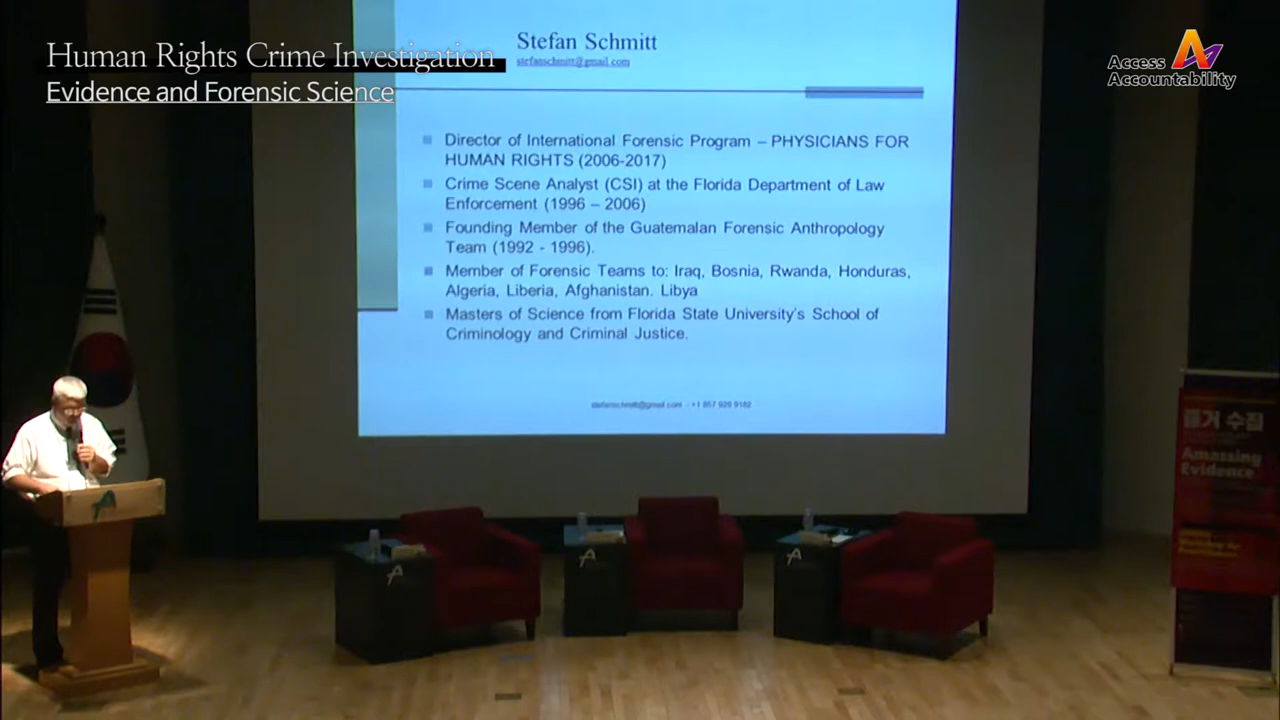 Human Rights Crime Investigation
Evidence and Forensic Science
Stefan Schmitt
stefanschmitt@gmail.com
Access
Accountability
Director of International Forensic Program – PHYSICIANS FOR
HUMAN RIGHTS (2006-2017)
Crime Scene Analyst (CSI) at the Florida Department of Law
Enforcement (1996 – 2006)
Founding Member of the Guatemalan Forensic Anthropology
Team (1992 - 1996).
Member of Forensic Teams to: Iraq, Bosnia, Rwanda, Honduras,
Algeria, Liberia, Afghanistan. Libya
Masters of Science from Florida State University's School of
Criminology and Criminal Justice.
stefanschmitt@gmail.com
증거 수집
Amassing
Evidence